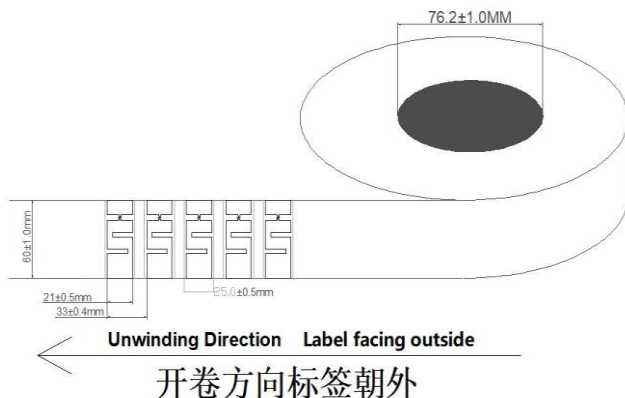 76.2±1.0MM
60±1.0mm
25.0±0.5mm
21±0.5mm
33±0.4mm
Unwinding Direction Label facing outside
开卷方向标签朝外